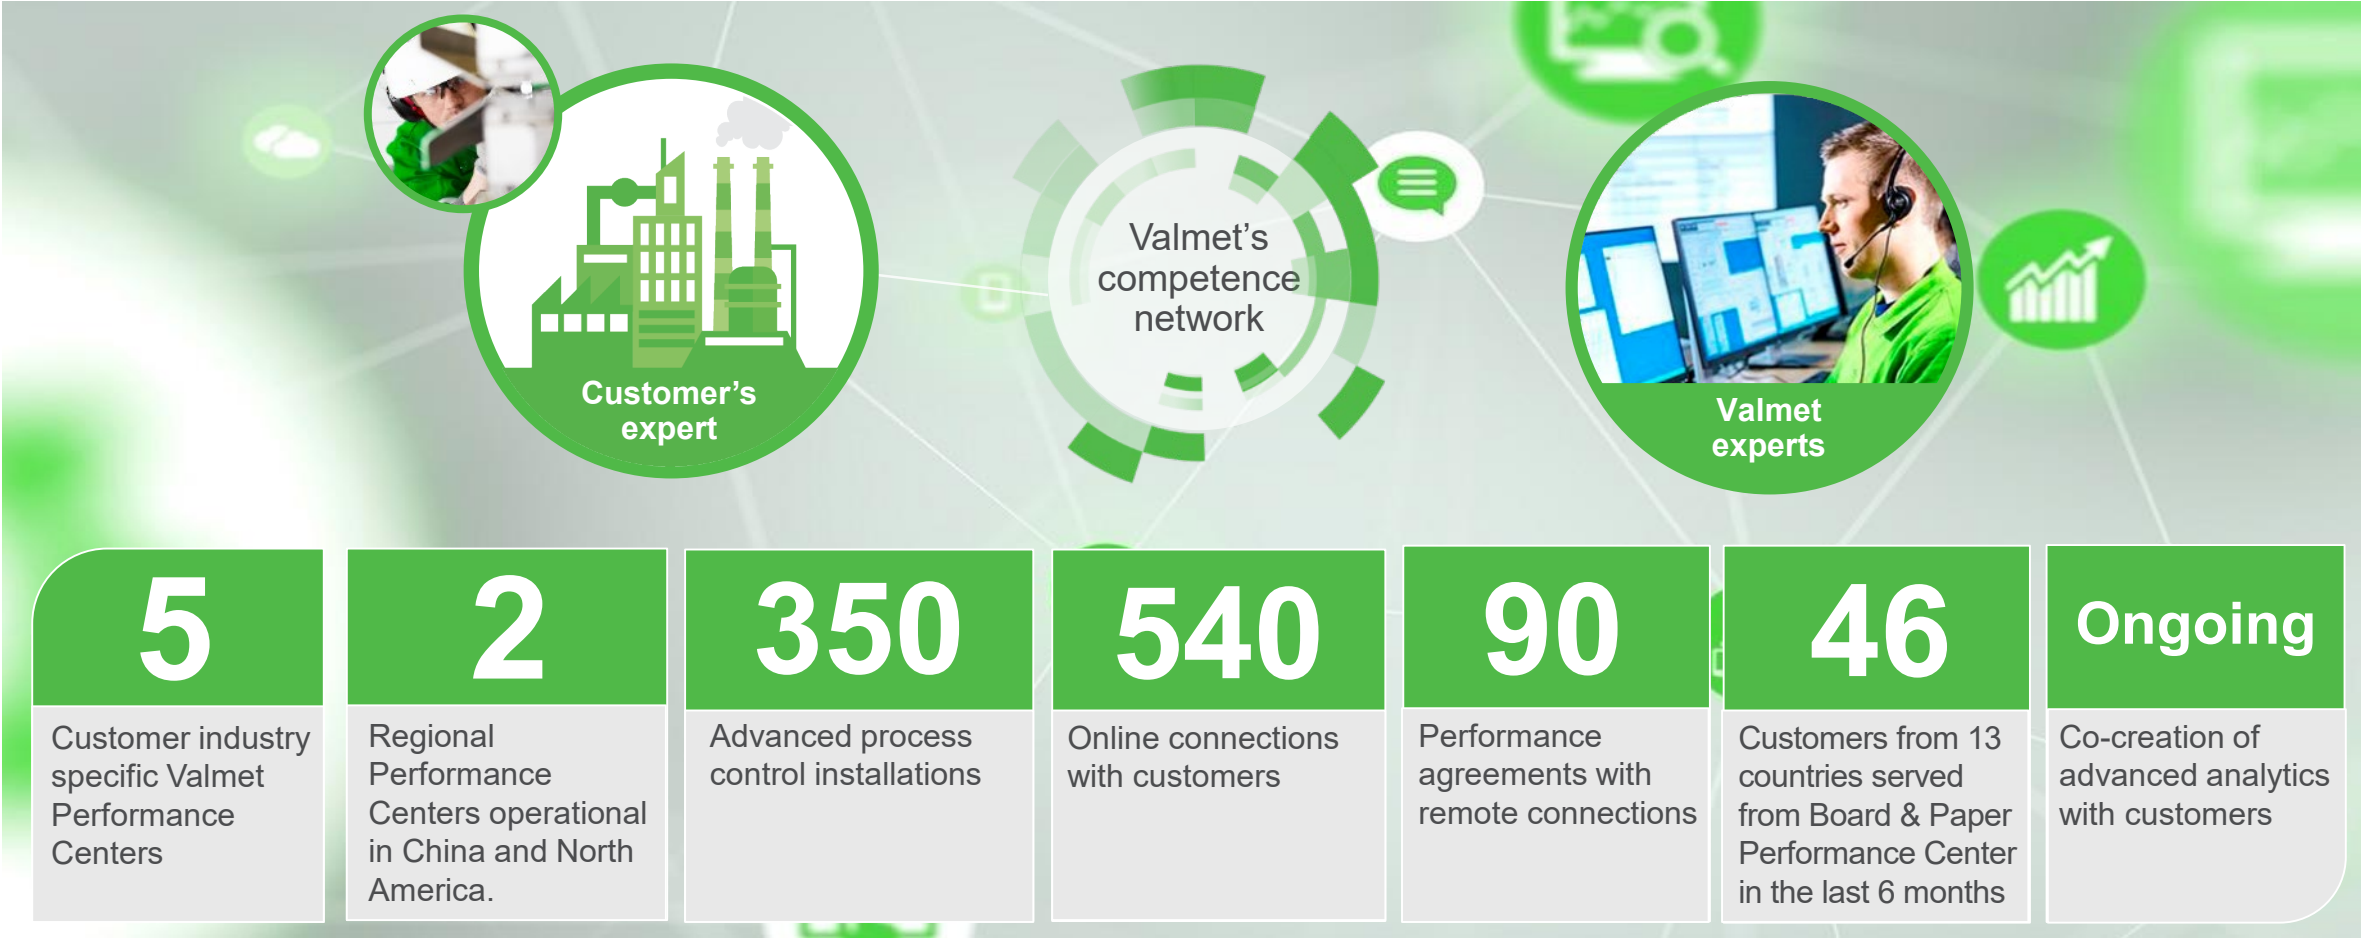 Valmet’s
competence
network
Customer’s
expert
Valmet
experts
5
Customer industry
specific Valmet
Performance
Centers
2
Regional
Performance
Centers operational
in China and North
America.
350
Advanced process
control installations
540
Online connections
with customers
90
Performance
agreements with
remote connections
46
Customers from 13
countries served
from Board & Paper
Performance Center
in the last 6 months
Ongoing
Co-creation of
advanced analytics
with customers